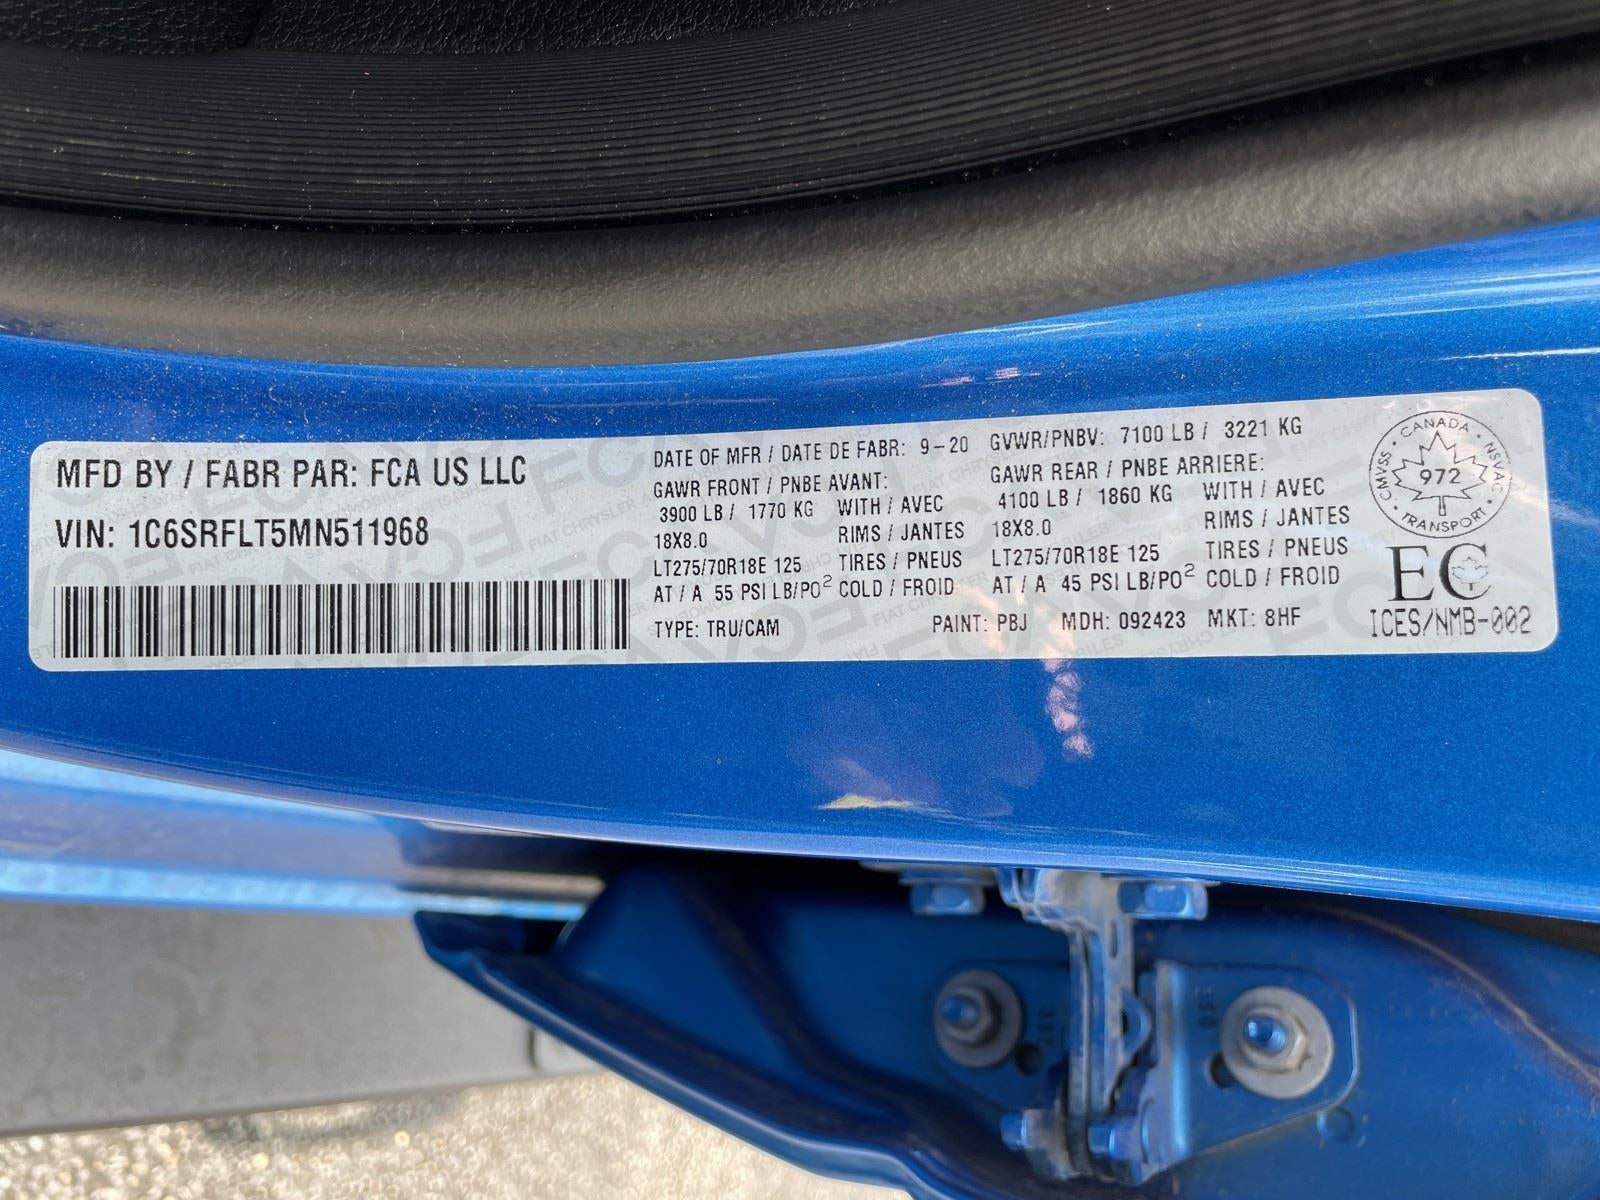 MFD BY / FABR PAR: FCA US LLC
VIN: 1C6SRFLT5MN511968
DATE OF MFR / DATE DE FABR: 9-20 GVWR/PNBV: 7100 LB / 3221 KG
GAWR FRONT / PNBE AVANT: GAWR REAR / PNBE ARRIERE:
3900 LB / 1770 KG WITH / AVEC 4100 LB / 1860 KG WITH / AVEC
18X8.0 RIMS / JANTES 18X8.0 RIMS / JANTES
LT275/70R18E 125 TIRES / PNEUS LT275/70R18E 125 TIRES / PNEUS
AT / A 55 PSI LB/PO² COLD / FROID AT / A 45 PSI LB/PO² COLD / FROID
TYPE: TRU/CAM PAINT: PBJ MDH: 092423 MKT: 8HF
CANADA
CMVSS NSVAC
972
TRANSPORT
EC
ICES/NMB-002